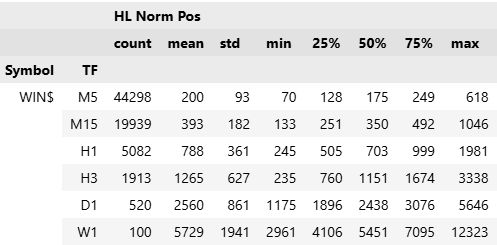 HL Norm Pos
count mean std min 25% 50% 75% max
Symbol TF
WIN$ M5 44298 200 93 70 128 175 249 618
M15 19939 393 182 133 251 350 492 1046
H1 5082 788 361 245 505 703 999 1981
H3 1913 1265 627 235 760 1151 1674 3338
D1 520 2560 861 1175 1896 2438 3076 5646
W1 100 5729 1941 2961 4106 5451 7095 12323